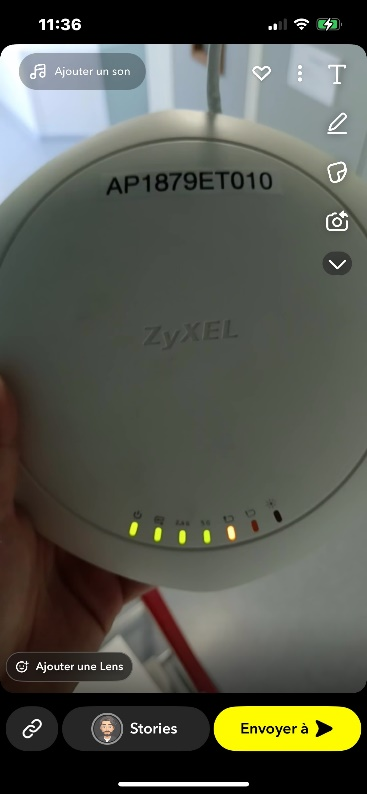 11:36
Ajouter un son
T
AP1879ET010
ZyXEL
Ajouter une Lens
Stories
Envoyer à